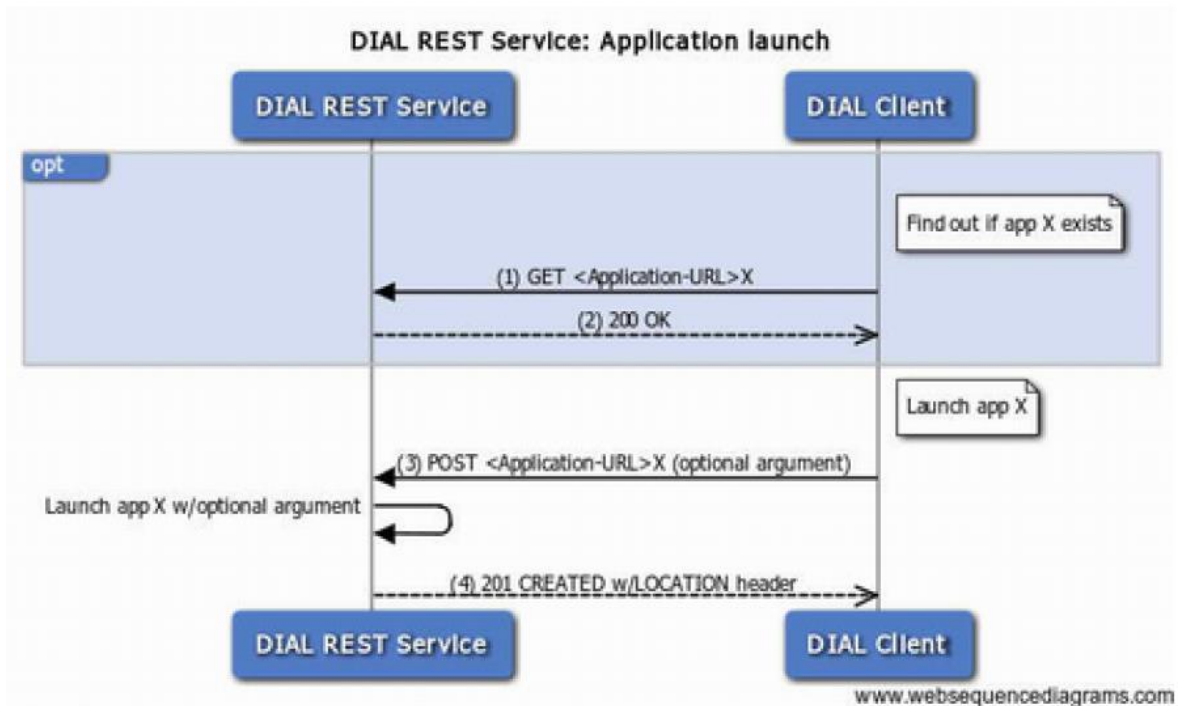 DIAL REST Service: Application launch
DIAL REST Service
DIAL Client
opt
Find out if app X exists
(1) GET <Application-URL>X
(2) 200 OK
Launch app X
(3) POST <Application-URL>X (optional argument)
Launch app X w/optional argument
(4) 201 CREATED w/LOCATION header
DIAL REST Service
DIAL Client
www.websequencediagrams.com